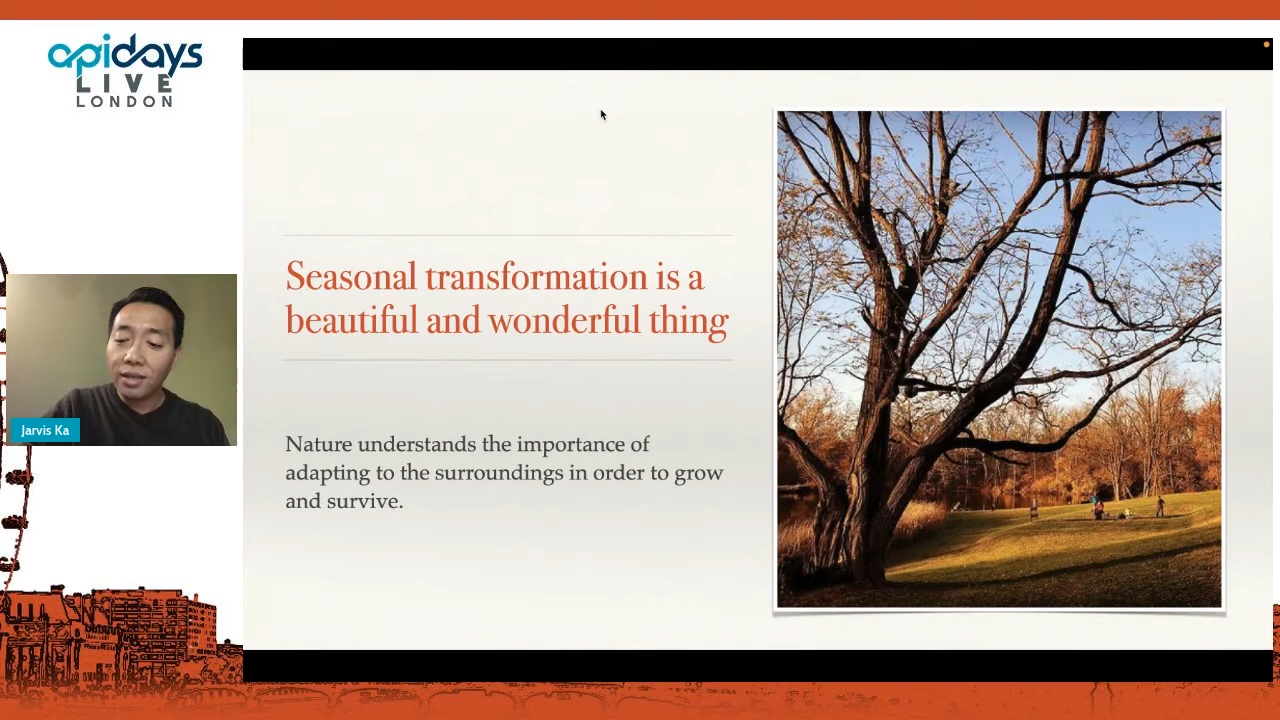 apidays
LIVE
LONDON
Seasonal transformation is a
beautiful and wonderful thing
Jarvis Ka
Nature understands the importance of
adapting to the surroundings in order to grow
and survive.